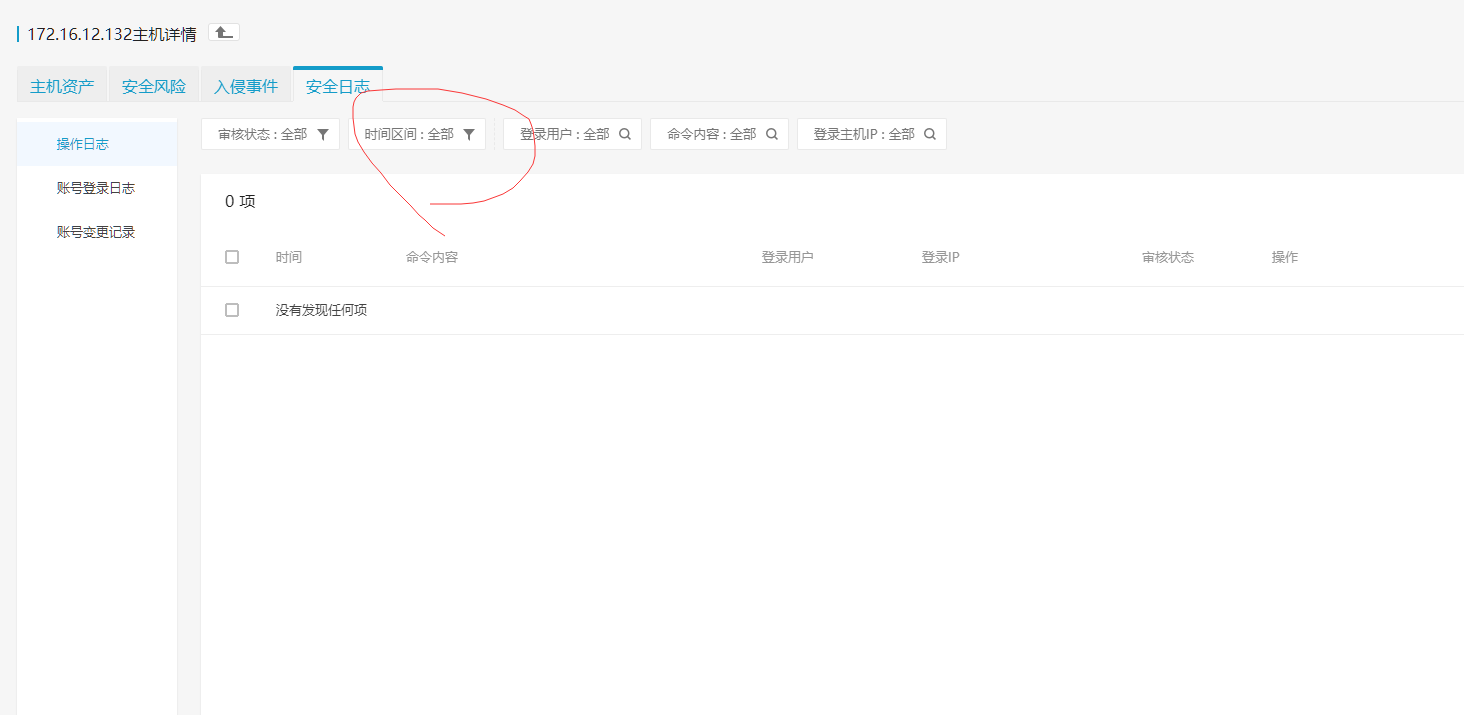 172.16.12.132主机详情
主机资产 安全风险 入侵事件 安全日志
操作日志
账号登录日志
账号变更记录
审核状态 : 全部 时间区间 : 全部 登录用户 : 全部 命令内容 : 全部 登录主机IP : 全部
0 项
时间 命令内容 登录用户 登录IP 审核状态 操作
没有发现任何项